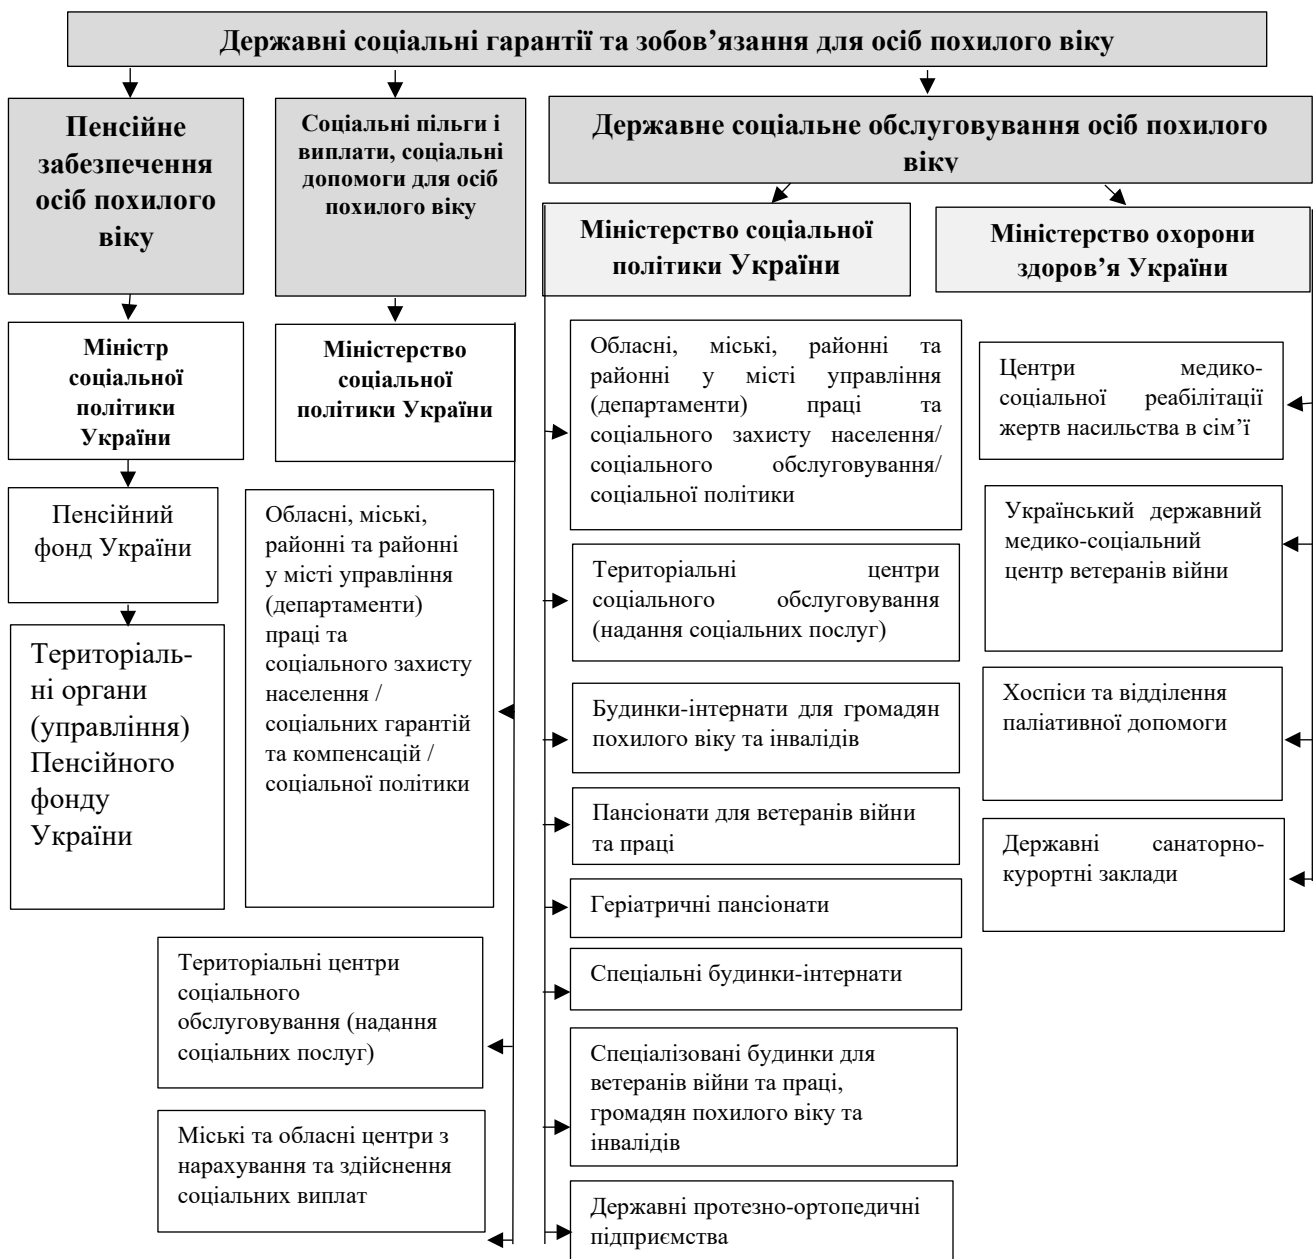 Державні соціальні гарантії та зобов’язання для осіб похилого віку
Пенсійне
забезпечення
осіб похилого
віку
Соціальні пільги і
виплати, соціальні
допомоги для осіб
похилого віку
Державне соціальне обслуговування осіб похилого
віку
Міністерство соціальної
політики України
Міністерство охорони
здоров’я України
Міністр
соціальної
політики
України
Пенсійний
фонд України
Територіаль-
ні органи
(управління)
Пенсійного
фонду
України
Міністерство
соціальної
політики України
Обласні, міські,
районні та районні
у місті управління
(департаменти)
праці та
соціального захисту
населення /
соціальних гарантій
та компенсацій /
соціальної політики
Територіальні центри
соціального
обслуговування (надання
соціальних послуг)
Міські та обласні центри з
нарахування та здійснення
соціальних виплат
Обласні, міські, районні та
районні у місті управління
(департаменти) праці та
соціального захисту населення/
соціального обслуговування/
соціальної політики
Територіальні центри
соціального обслуговування
(надання соціальних послуг)
Будинки-інтернати для громадян
похилого віку та інвалідів
Пансіонати для ветеранів війни
та праці
Геріатричні пансіонати
Спеціальні будинки-інтернати
Спеціалізовані будинки для
ветеранів війни та праці,
громадян похилого віку та
інвалідів
Державні протезно-ортопедичні
підприємства
Центри медико-
соціальної реабілітації
жертв насильства в сім’ї
Український державний
медико-соціальний
центр ветеранів війни
Хоспіси та відділення
паліативної допомоги
Державні санаторно-
курортні заклади